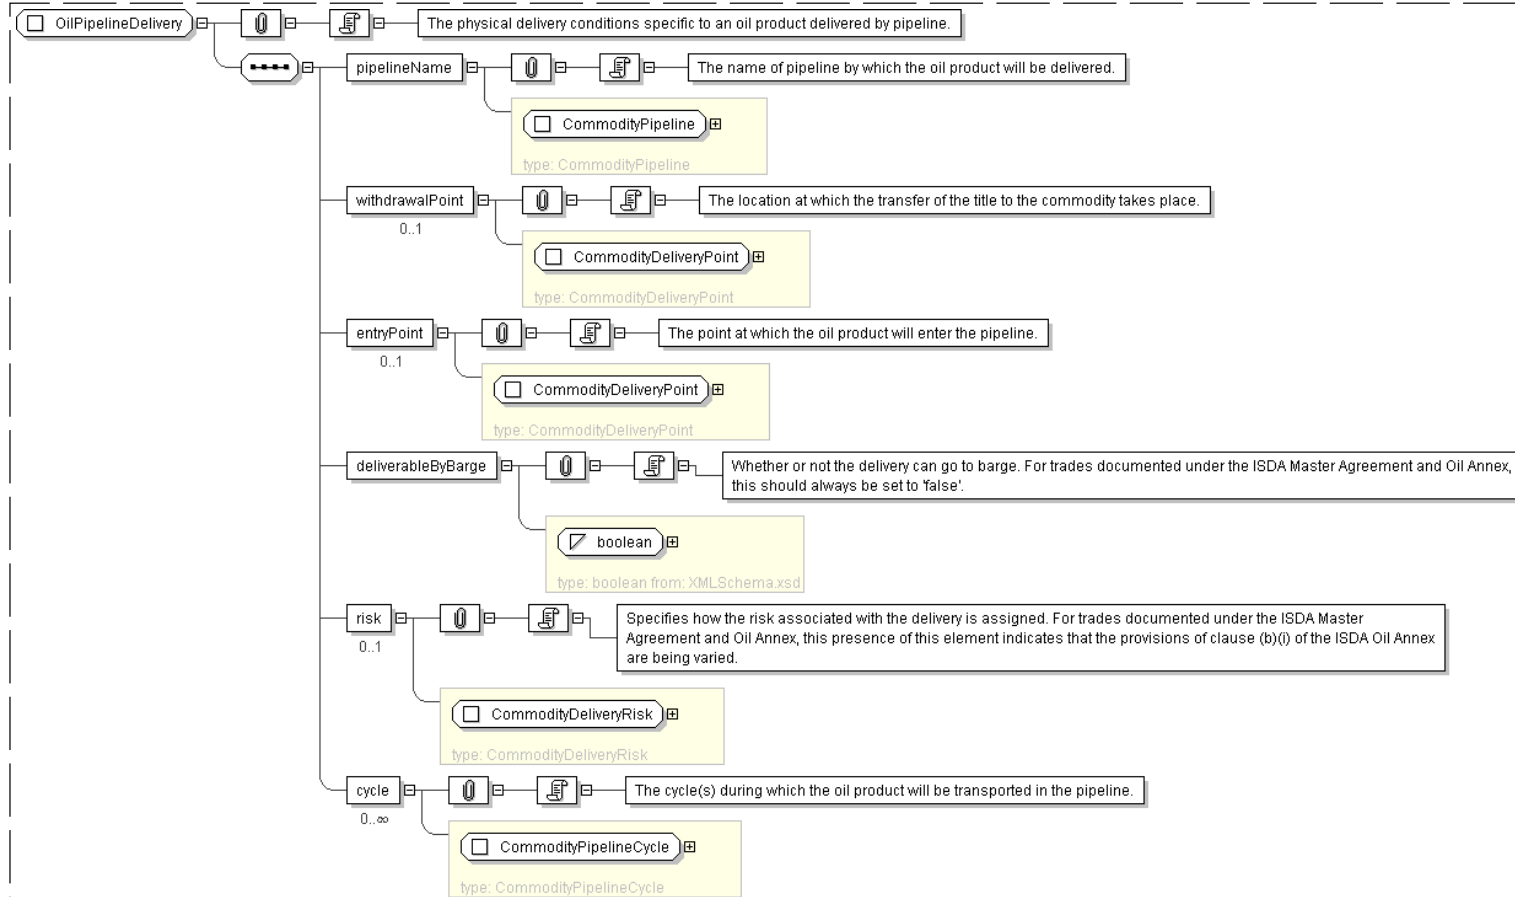 OilPipelineDelivery
The physical delivery conditions specific to an oil product delivered by pipeline.
pipelineName
The name of pipeline by which the oil product will be delivered.
CommodityPipeline
type: CommodityPipeline
withdrawalPoint
The location at which the transfer of the title to the commodity takes place.
0..1
CommodityDeliveryPoint
type: CommodityDeliveryPoint
entryPoint
The point at which the oil product will enter the pipeline.
0..1
CommodityDeliveryPoint
type: CommodityDeliveryPoint
deliverableByBarge
Whether or not the delivery can go to barge. For trades documented under the ISDA Master Agreement and Oil Annex,
this should always be set to 'false'.
boolean
type: boolean from: XMLSchema.xsd
risk
Specifies how the risk associated with the delivery is assigned. For trades documented under the ISDA Master
Agreement and Oil Annex, this presence of this element indicates that the provisions of clause (b)(i) of the ISDA Oil Annex
are being varied.
0..1
CommodityDeliveryRisk
type: CommodityDeliveryRisk
cycle
The cycle(s) during which the oil product will be transported in the pipeline.
0..∞
CommodityPipelineCycle
type: CommodityPipelineCycle